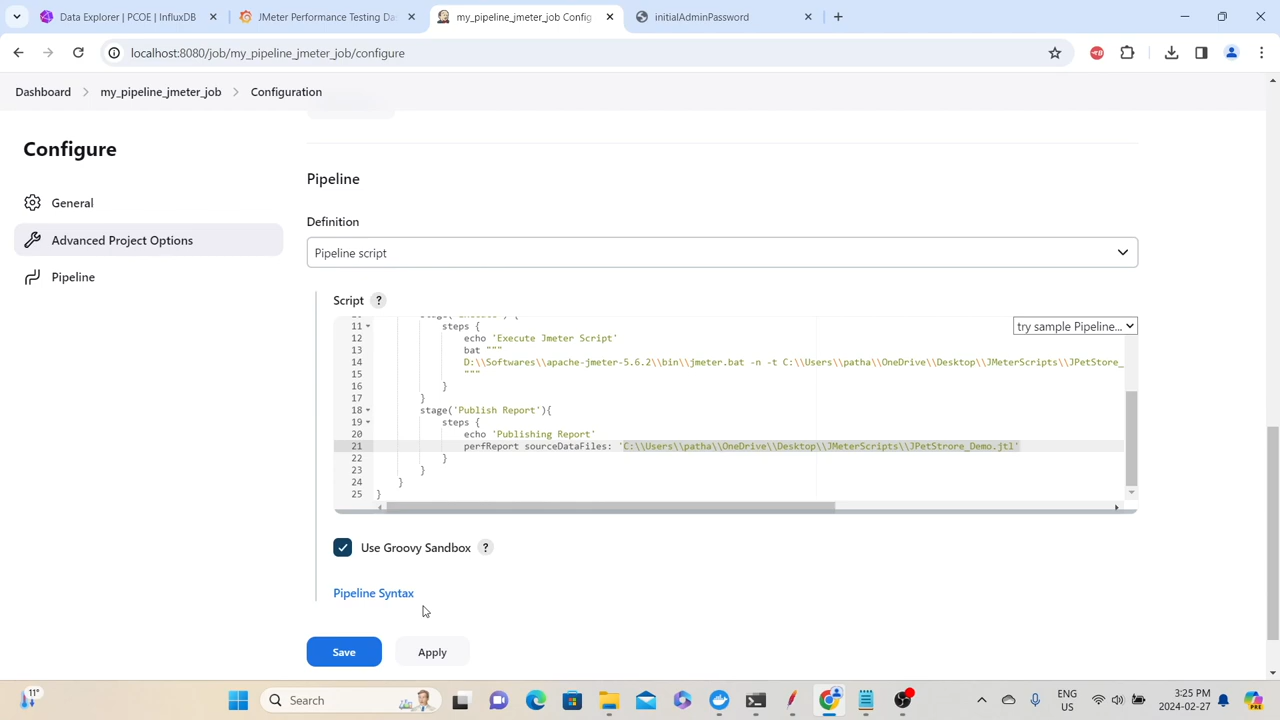 Data Explorer | PCOE | InfluxDB
JMeter Performance Testing Da
my_pipeline_jmeter_job Config
initialAdminPassword
localhost:8080/job/my_pipeline_jmeter_job/configure
Dashboard
my_pipeline_jmeter_job
Configuration
Configure
General
Advanced Project Options
Pipeline
Pipeline
Definition
Pipeline script
Script ?
try sample Pipeline...
11 steps {
12 echo 'Execute Jmeter Script'
13 bat """
14 D:\\Softwares\\apache-jmeter-5.6.2\\bin\\jmeter.bat -n -t C:\\Users\\patha\\OneDrive\\Desktop\\JMeterScripts\\JPetStrore_
15 """
16 }
17 }
18 stage('Publish Report'){
19 steps {
20 echo 'Publishing Report'
21 perfReport sourceDataFiles: 'C:\\Users\\patha\\OneDrive\\Desktop\\JMeterScripts\\JPetStrore_Demo.jtl'
22 }
23 }
24 }
25 }
Use Groovy Sandbox ?
Pipeline Syntax
Save
Apply
11°
Search
ENG
US
3:25 PM
2024-02-27